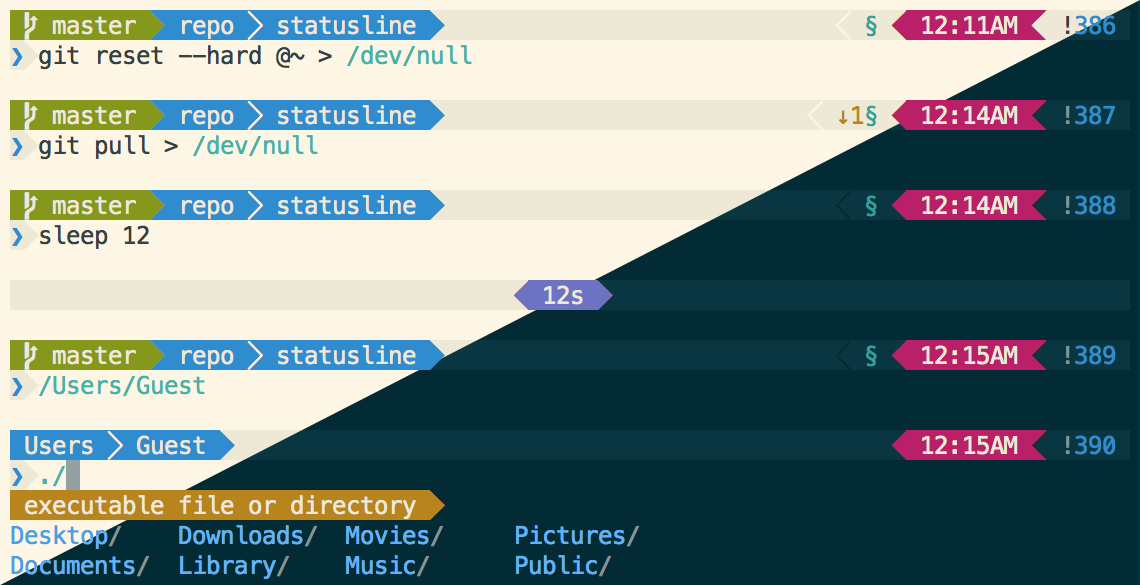 master repo statusline § 12:11AM !386
❯ git reset --hard @~ > /dev/null
master repo statusline ↓1§ 12:14AM !387
❯ git pull > /dev/null
master repo statusline § 12:14AM !388
❯ sleep 12
12s
master repo statusline § 12:15AM !389
❯ /Users/Guest
Users Guest 12:15AM !390
❯ ./
executable file or directory
Desktop/ Downloads/ Movies/ Pictures/
Documents/ Library/ Music/ Public/